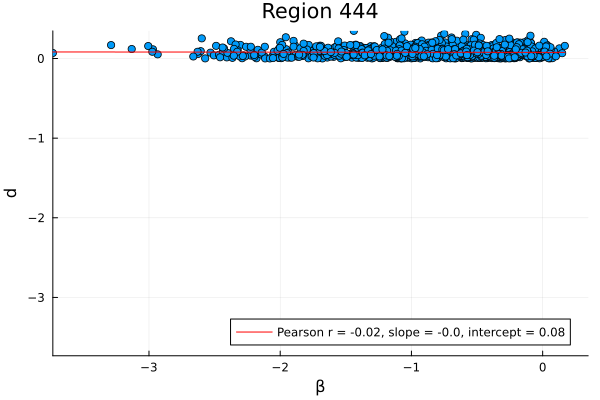 Region 444
d
0
−1
−2
−3
Pearson r = -0.02, slope = -0.0, intercept = 0.08
−3 −2 −1 0
β